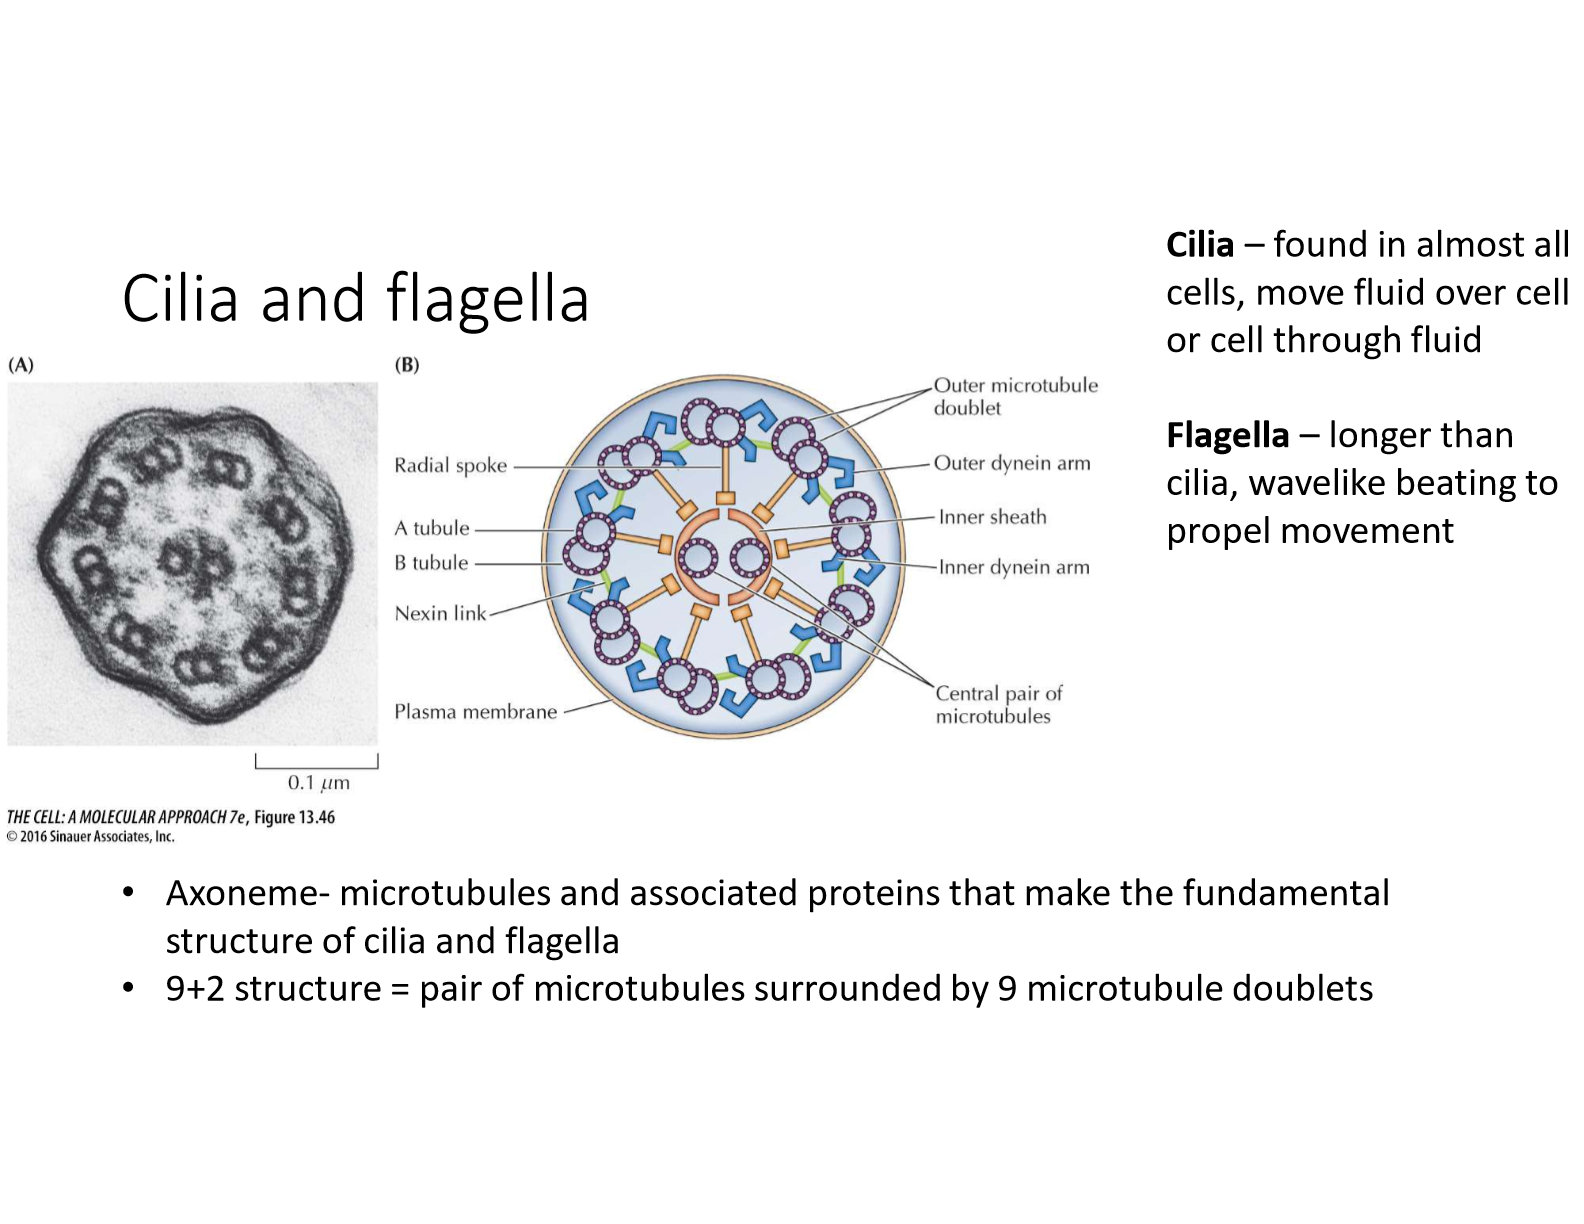 Cilia – found in almost all
cells, move fluid over cell
or cell through fluid
Flagella – longer than
cilia, wavelike beating to
propel movement
Cilia and flagella
(A)
(B)
Radial spoke
A tubule
B tubule
Nexin link
Plasma membrane
Outer microtubule
doublet
Outer dynein arm
Inner sheath
Inner dynein arm
Central pair of
microtubules
0.1 μm
THE CELL: A MOLECULAR APPROACH 7e, Figure 13.46
© 2016 Sinauer Associates, Inc.
• Axoneme- microtubules and associated proteins that make the fundamental
structure of cilia and flagella
• 9+2 structure = pair of microtubules surrounded by 9 microtubule doublets